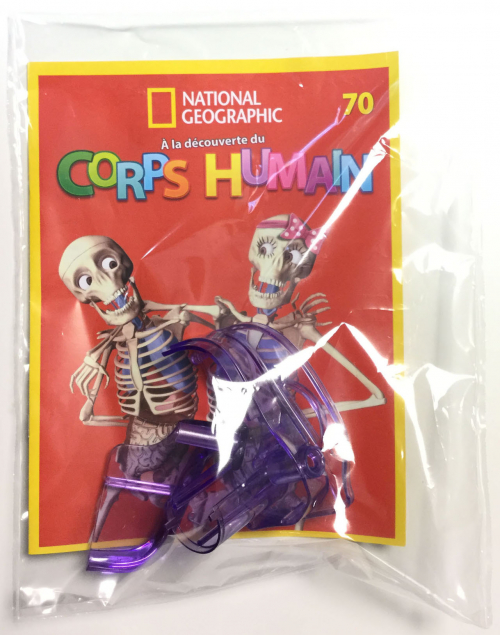 NATIONAL
GEOGRAPHIC
70
À la découverte du
CORPS HUMAIN